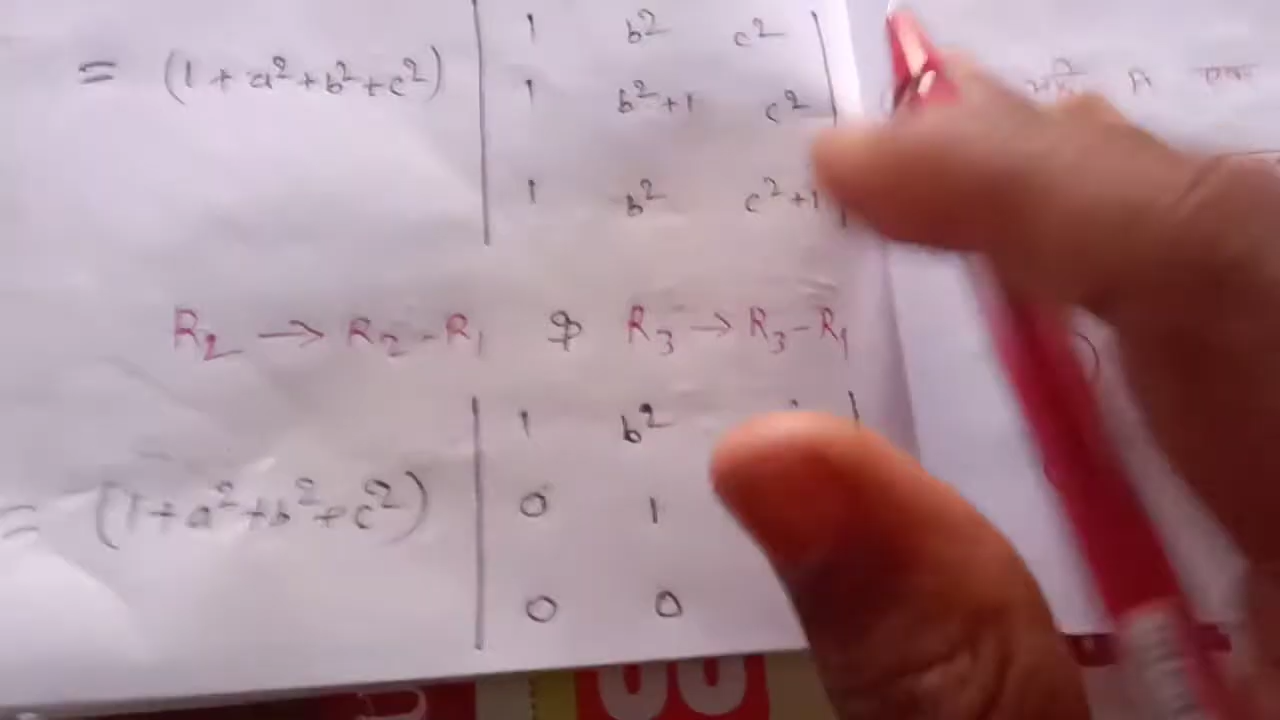 1 b² c²
= (1 + a² + b² + c²) 1 b²+1 c²
1 b² c²+1
R₂ → R₂ - R₁ $ R₃ → R₃ - R₁
1 b²
= (1 + a² + b² + c²) 0 1
0 0